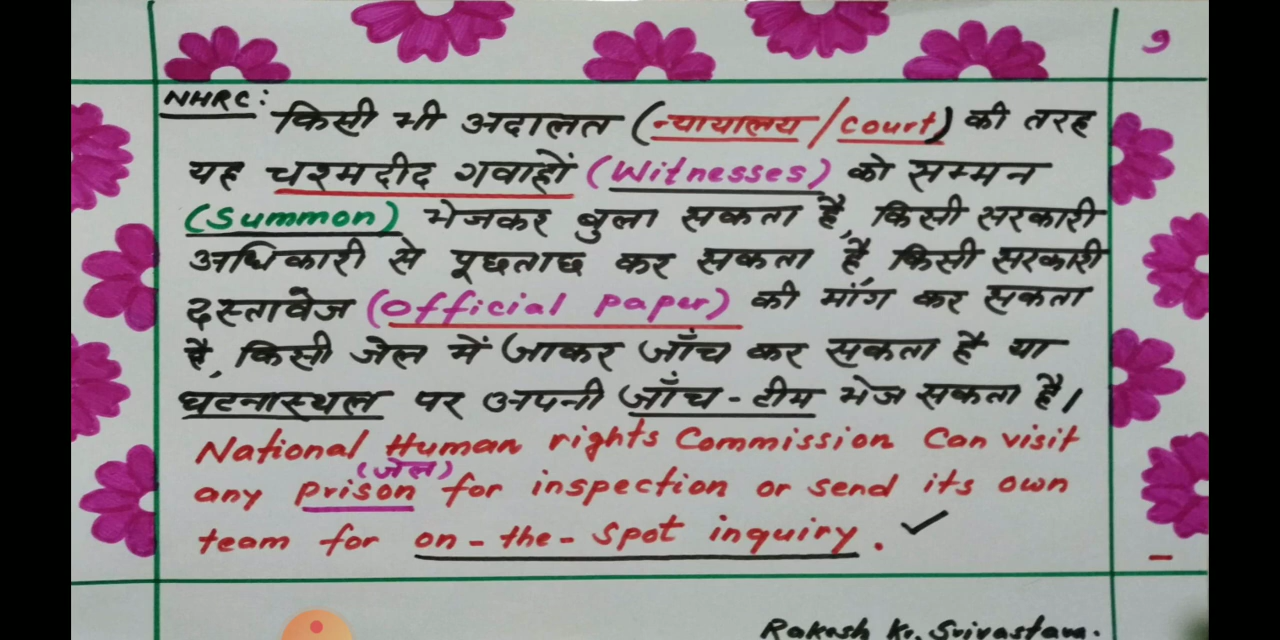 9
NHRC: किसी भी अदालत (न्यायालय/court) की तरह
यह चश्मदीद गवाहों (Witnesses) को सम्मन
(Summon) भेजकर बुला सकता है, किसी सरकारी
अधिकारी से पूछताछ कर सकता है, किसी सरकारी
दस्तावेज (Official paper) की माँग कर सकता
है, किसी जेल में जाकर जाँच कर सकता है या
घटनास्थल पर अपनी जाँच-टीम भेज सकता है।
National Human rights Commission Can visit
(जेल)
any prison for inspection or send its own
team for on-the-spot inquiry.
Rakesh Kr. Srivastava.